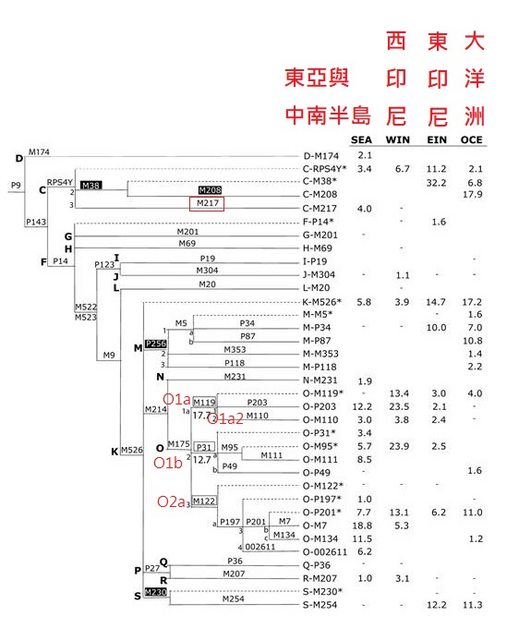 東亞與
中南半島
西印尼
東印尼
大洋洲
SEA WIN EIN OCE
D M174 D-M174 2.1
C RPS4Y C-RPS4Y* 3.4 6.7 11.2 2.1
P9 M38 C-M38* 32.2 6.8
2 M208 C-M208 17.9
3 M217 C-M217 4.0 -
P143 F-P14* - 1.6
G M201 G-M201 -
H M69 H-M69 -
F P14 I P19 I-P19 -
P123 J M304 J-M304 - 1.1 -
L M20 L-M20 -
M522
M523
K-M526* 5.8 3.9 14.7 17.2
M-M5* - 1.6
M5 a P34 M-P34 - - 10.0 7.0
1 b P87 M-P87 10.8
M P256 2 M353 M-M353 1.4
M9 3 P118 M-P118 2.2
N M231 N-M231 1.9
O1a M119 O-M119* - 13.4 3.0 4.0
M214 1a 17.7 P203 O-P203 12.2 23.5 2.1 -
O1a2 M110 O-M110 3.0 3.8 2.4 -
O-P31* 3.4
O M175 P31 M95 O-M95* 5.7 23.9 2.5 -
K M526 O1b 2 12.7 a M111 O-M111 8.5
b P49 O-P49 1.6
O-M122* - - -
O2a M122 O-P197* 1.0 -
3 O-P201* 7.7 13.1 6.2 11.0
a P197 3 P201 b M7 O-M7 18.8 5.3
c M134 O-M134 11.5 1.2
4 002611 O-002611 6.2
Q P36 Q-P36 -
P P27 R M207 R-M207 1.0 3.1 -
S M230 S-M230* - -
M254 S-M254 - - 12.2 11.3